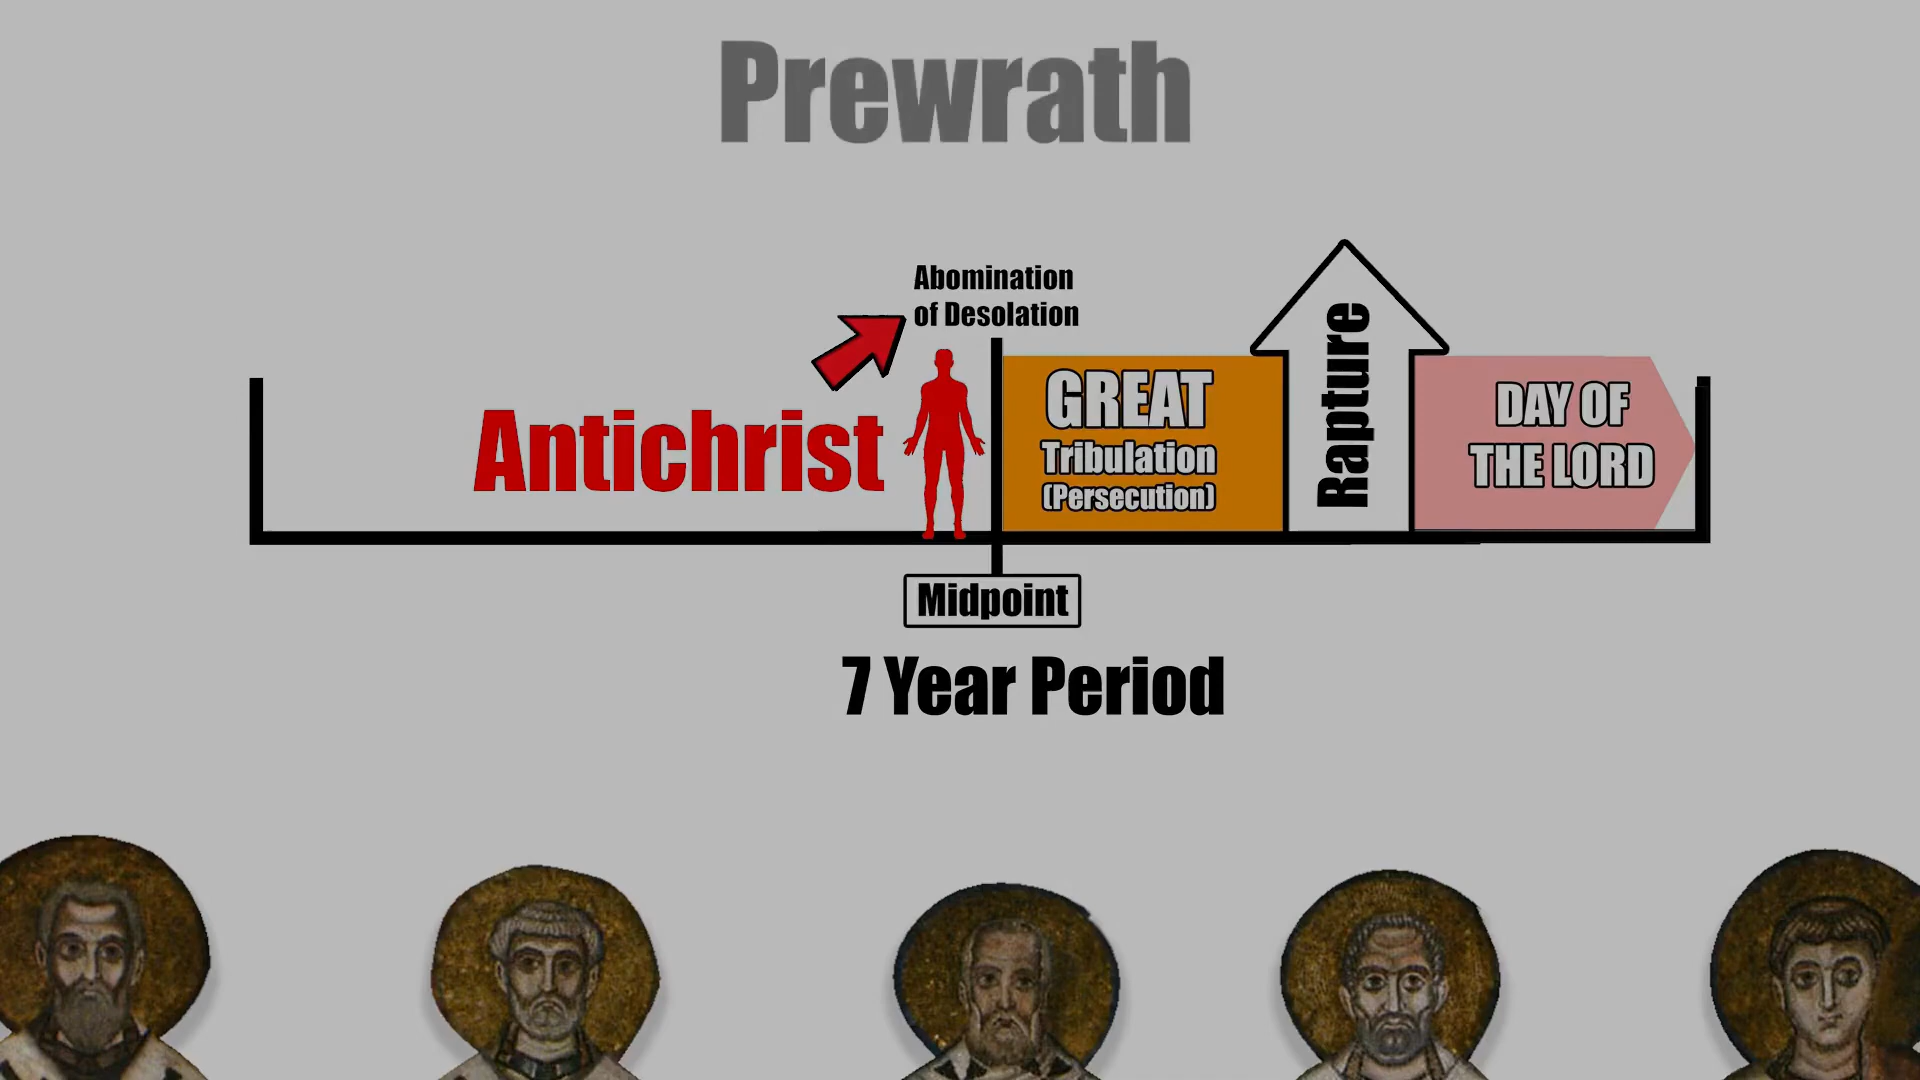 Prewrath
Abomination
of Desolation
Antichrist
GREAT
Tribulation
(Persecution)
Rapture
DAY OF
THE LORD
Midpoint
7 Year Period